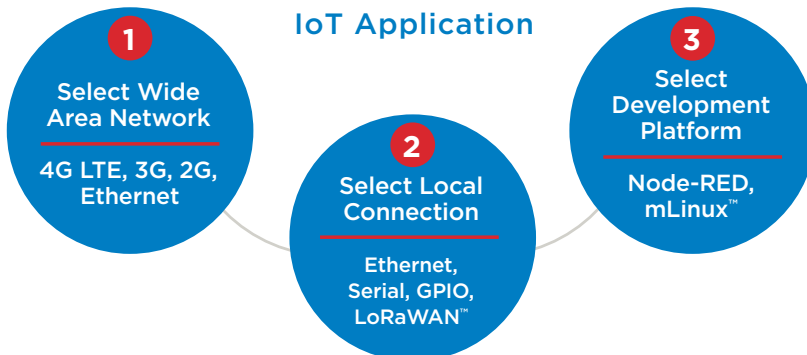 IoT Application
1
Select Wide
Area Network
4G LTE, 3G, 2G,
Ethernet
2
Select Local
Connection
Ethernet,
Serial, GPIO,
LoRaWAN™
3
Select
Development
Platform
Node-RED,
mLinux™